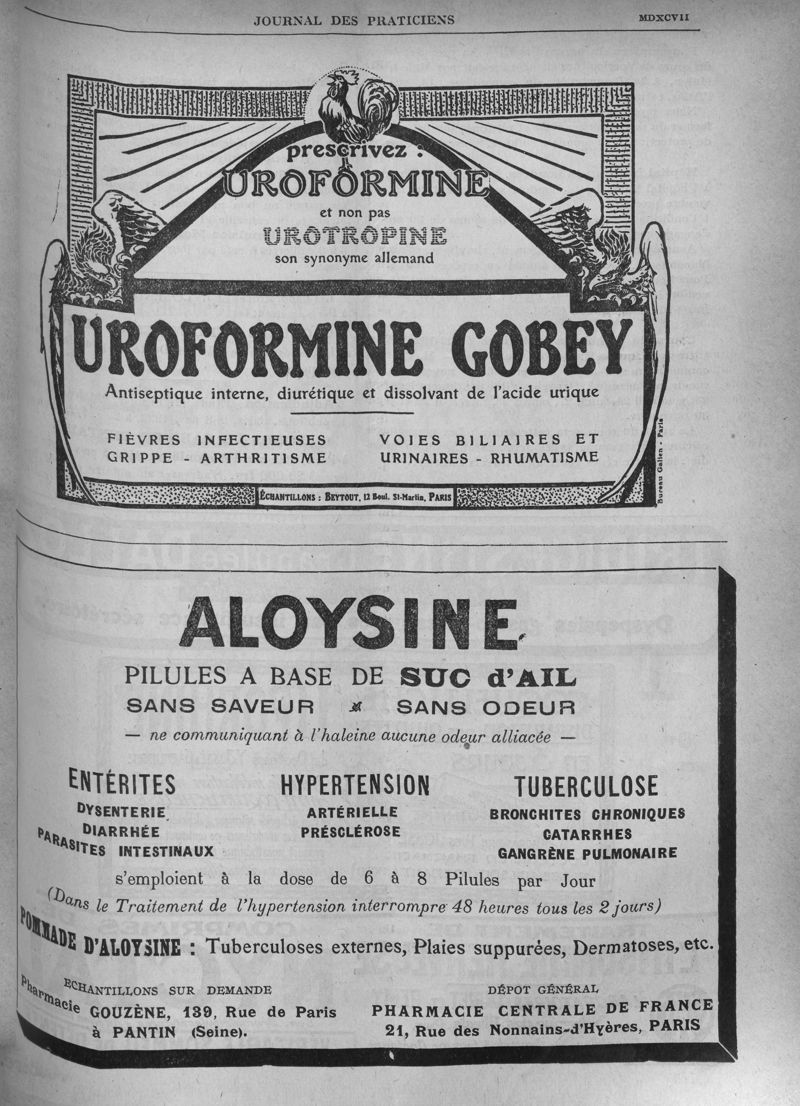 JOURNAL DES PRATICIENS
MDXCVII
prescrivez :
UROFORMINE
et non pas
UROTROPINE
son synonyme allemand
UROFORMINE GOBEY
Antiseptique interne, diurétique et dissolvant de l'acide urique
FIÈVRES INFECTIEUSES
GRIPPE - ARTHRITISME
VOIES BILIAIRES ET
URINAIRES - RHUMATISME
ÉCHANTILLONS : BEYTOUT, 12 Boul. St-Martin, PARIS
Bureau Galien - Paris
ALOYSINE
PILULES A BASE DE SUC d'AIL
SANS SAVEUR SANS ODEUR
— ne communiquant à l'haleine aucune odeur alliacée —
ENTÉRITES
DYSENTERIE
DIARRHÉE
PARASITES INTESTINAUX
HYPERTENSION
ARTÉRIELLE
PRÉSCLÉROSE
TUBERCULOSE
BRONCHITES CHRONIQUES
CATARRHES
GANGRÈNE PULMONAIRE
s'emploient à la dose de 6 à 8 Pilules par Jour
(Dans le Traitement de l'hypertension interrompre 48 heures tous les 2 jours)
POMMADE D'ALOYSINE : Tuberculoses externes, Plaies suppurées, Dermatoses, etc.
ECHANTILLONS SUR DEMANDE
Pharmacie GOUZÈNE, 139, Rue de Paris
à PANTIN (Seine).
DÉPOT GÉNÉRAL
PHARMACIE CENTRALE DE FRANCE
21, Rue des Nonnains-d'Hyères, PARIS